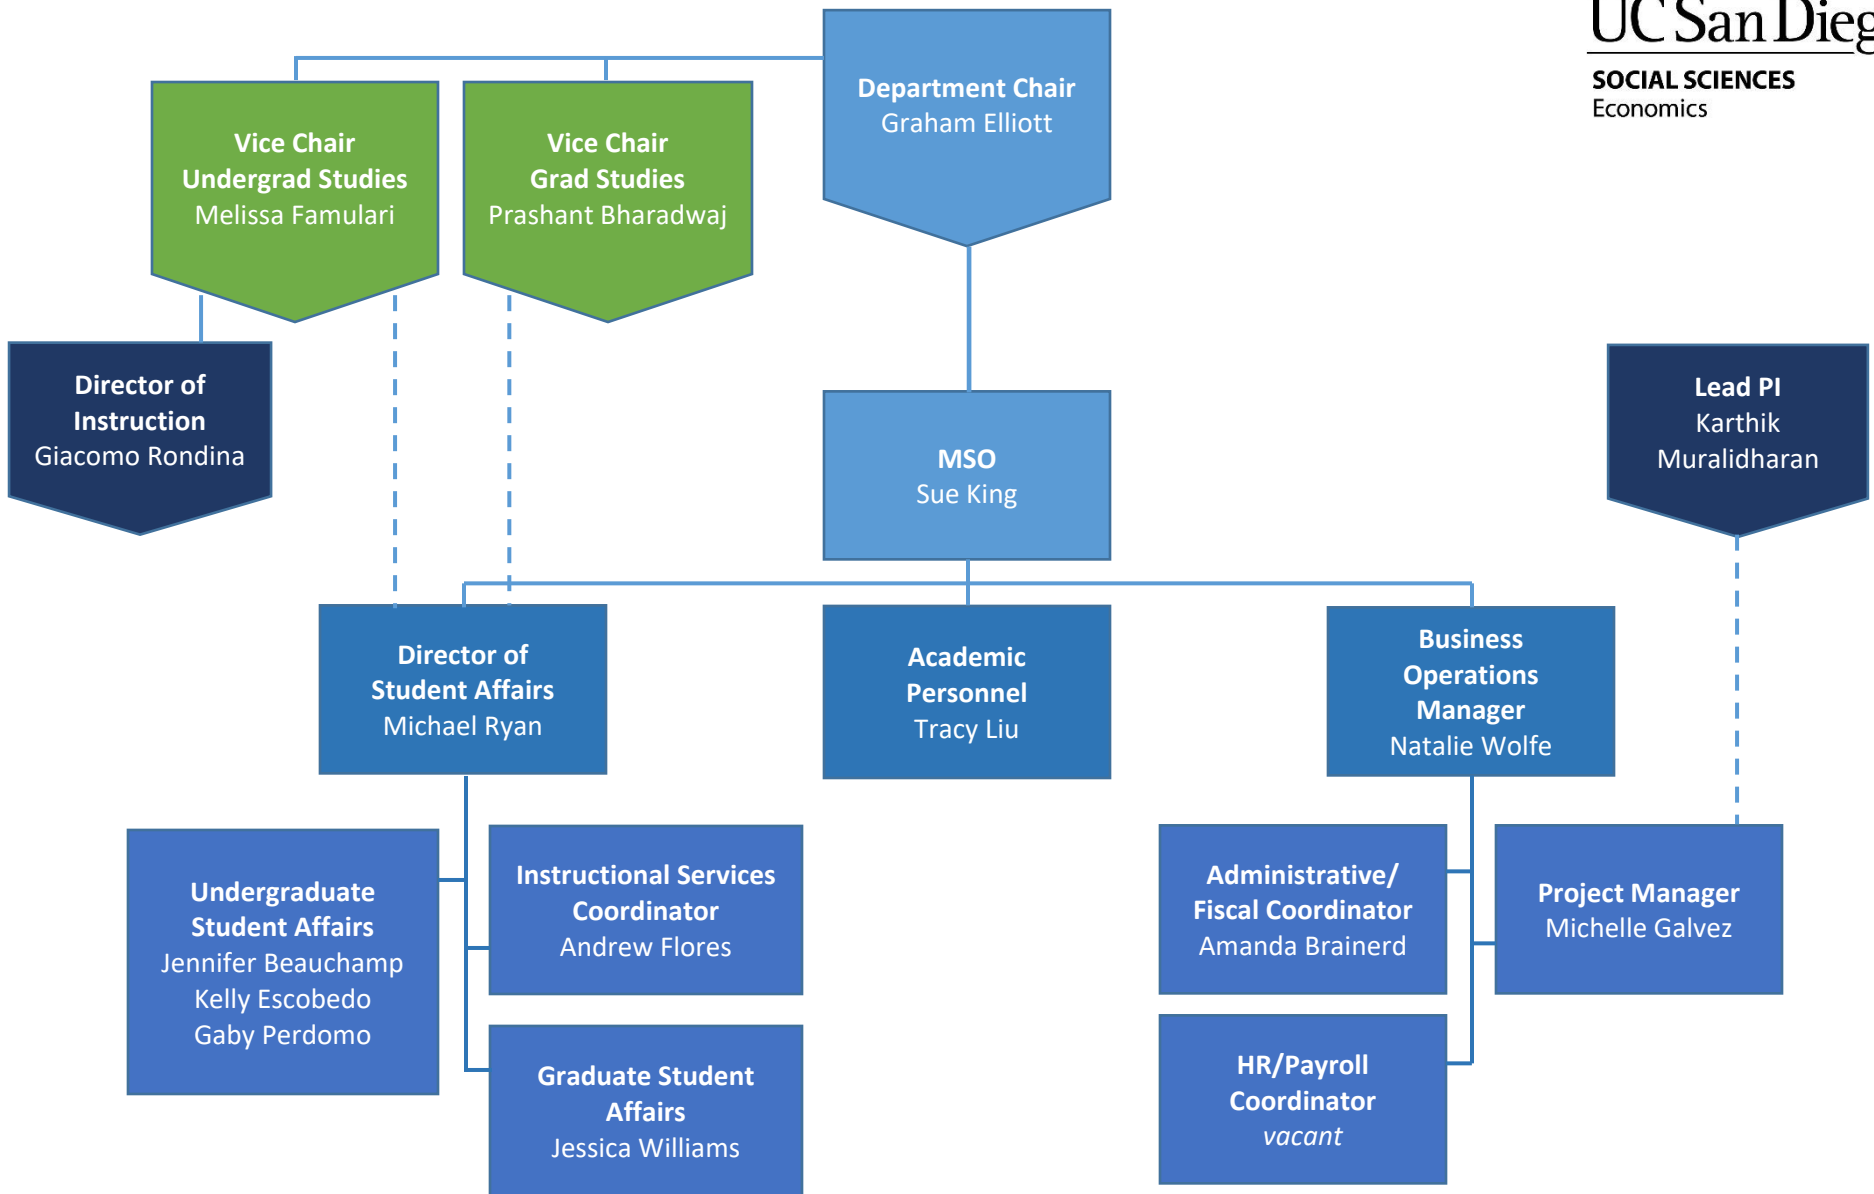 UC San Dieg
SOCIAL SCIENCES
Economics
Department Chair
Graham Elliott
Vice Chair
Undergrad Studies
Melissa Famulari
Vice Chair
Grad Studies
Prashant Bharadwaj
Director of
Instruction
Giacomo Rondina
Lead PI
Karthik
Muralidharan
MSO
Sue King
Director of
Student Affairs
Michael Ryan
Academic
Personnel
Tracy Liu
Business
Operations
Manager
Natalie Wolfe
Undergraduate
Student Affairs
Jennifer Beauchamp
Kelly Escobedo
Gaby Perdomo
Instructional Services
Coordinator
Andrew Flores
Administrative/
Fiscal Coordinator
Amanda Brainerd
Project Manager
Michelle Galvez
Graduate Student
Affairs
Jessica Williams
HR/Payroll
Coordinator
vacant